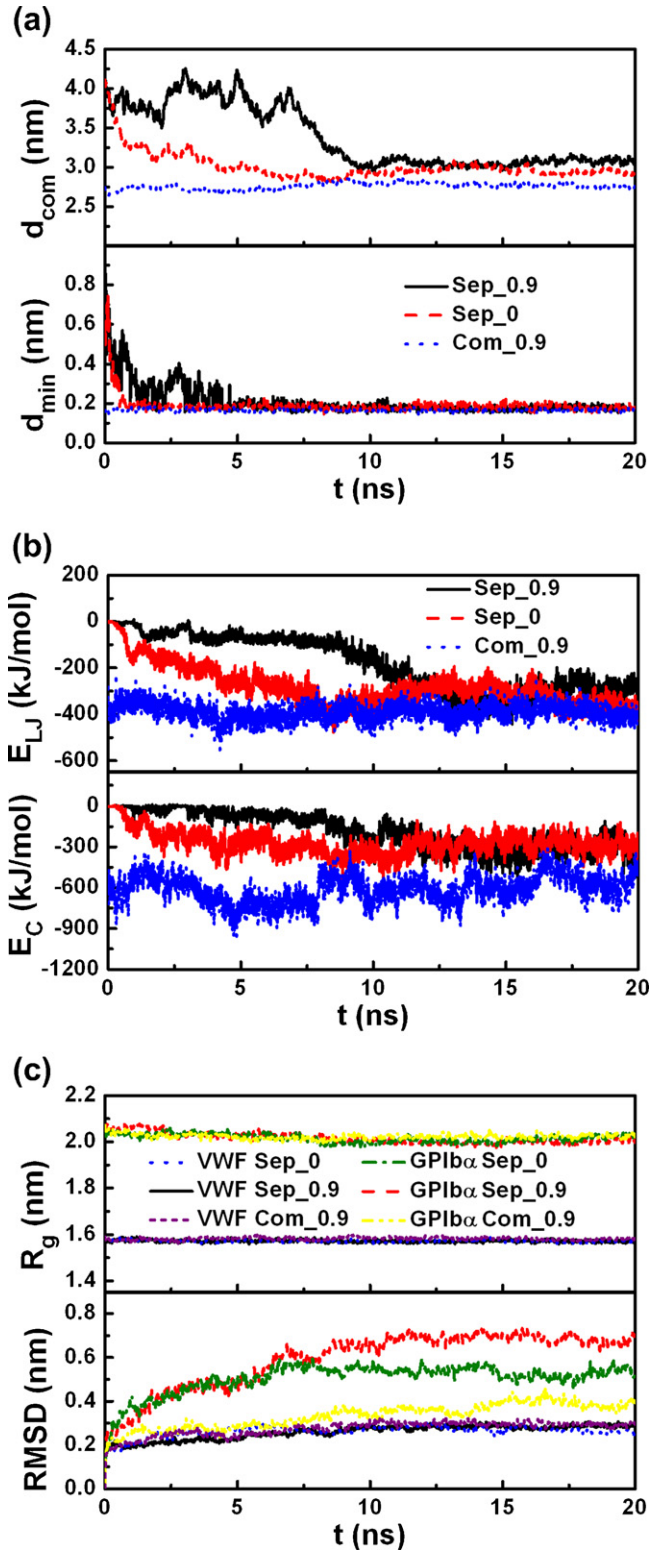 (a)
4.5
4.0
3.5
3.0
2.5
d_com (nm)
0.8
0.6
0.4
0.2
0.0
d_min (nm)
Sep_0.9
Sep_0
Com_0.9
0 5 10 15 20
t (ns)
(b)
200
0
-200
-400
-600
E_LJ (kJ/mol)
Sep_0.9
Sep_0
Com_0.9
0
-300
-600
-900
-1200
E_C (kJ/mol)
0 5 10 15 20
t (ns)
(c)
2.2
2.0
1.8
1.6
1.4
R_g (nm)
VWF Sep_0 GPIbα Sep_0
VWF Sep_0.9 GPIbα Sep_0.9
VWF Com_0.9 GPIbα Com_0.9
0.8
0.6
0.4
0.2
0.0
RMSD (nm)
0 5 10 15 20
t (ns)